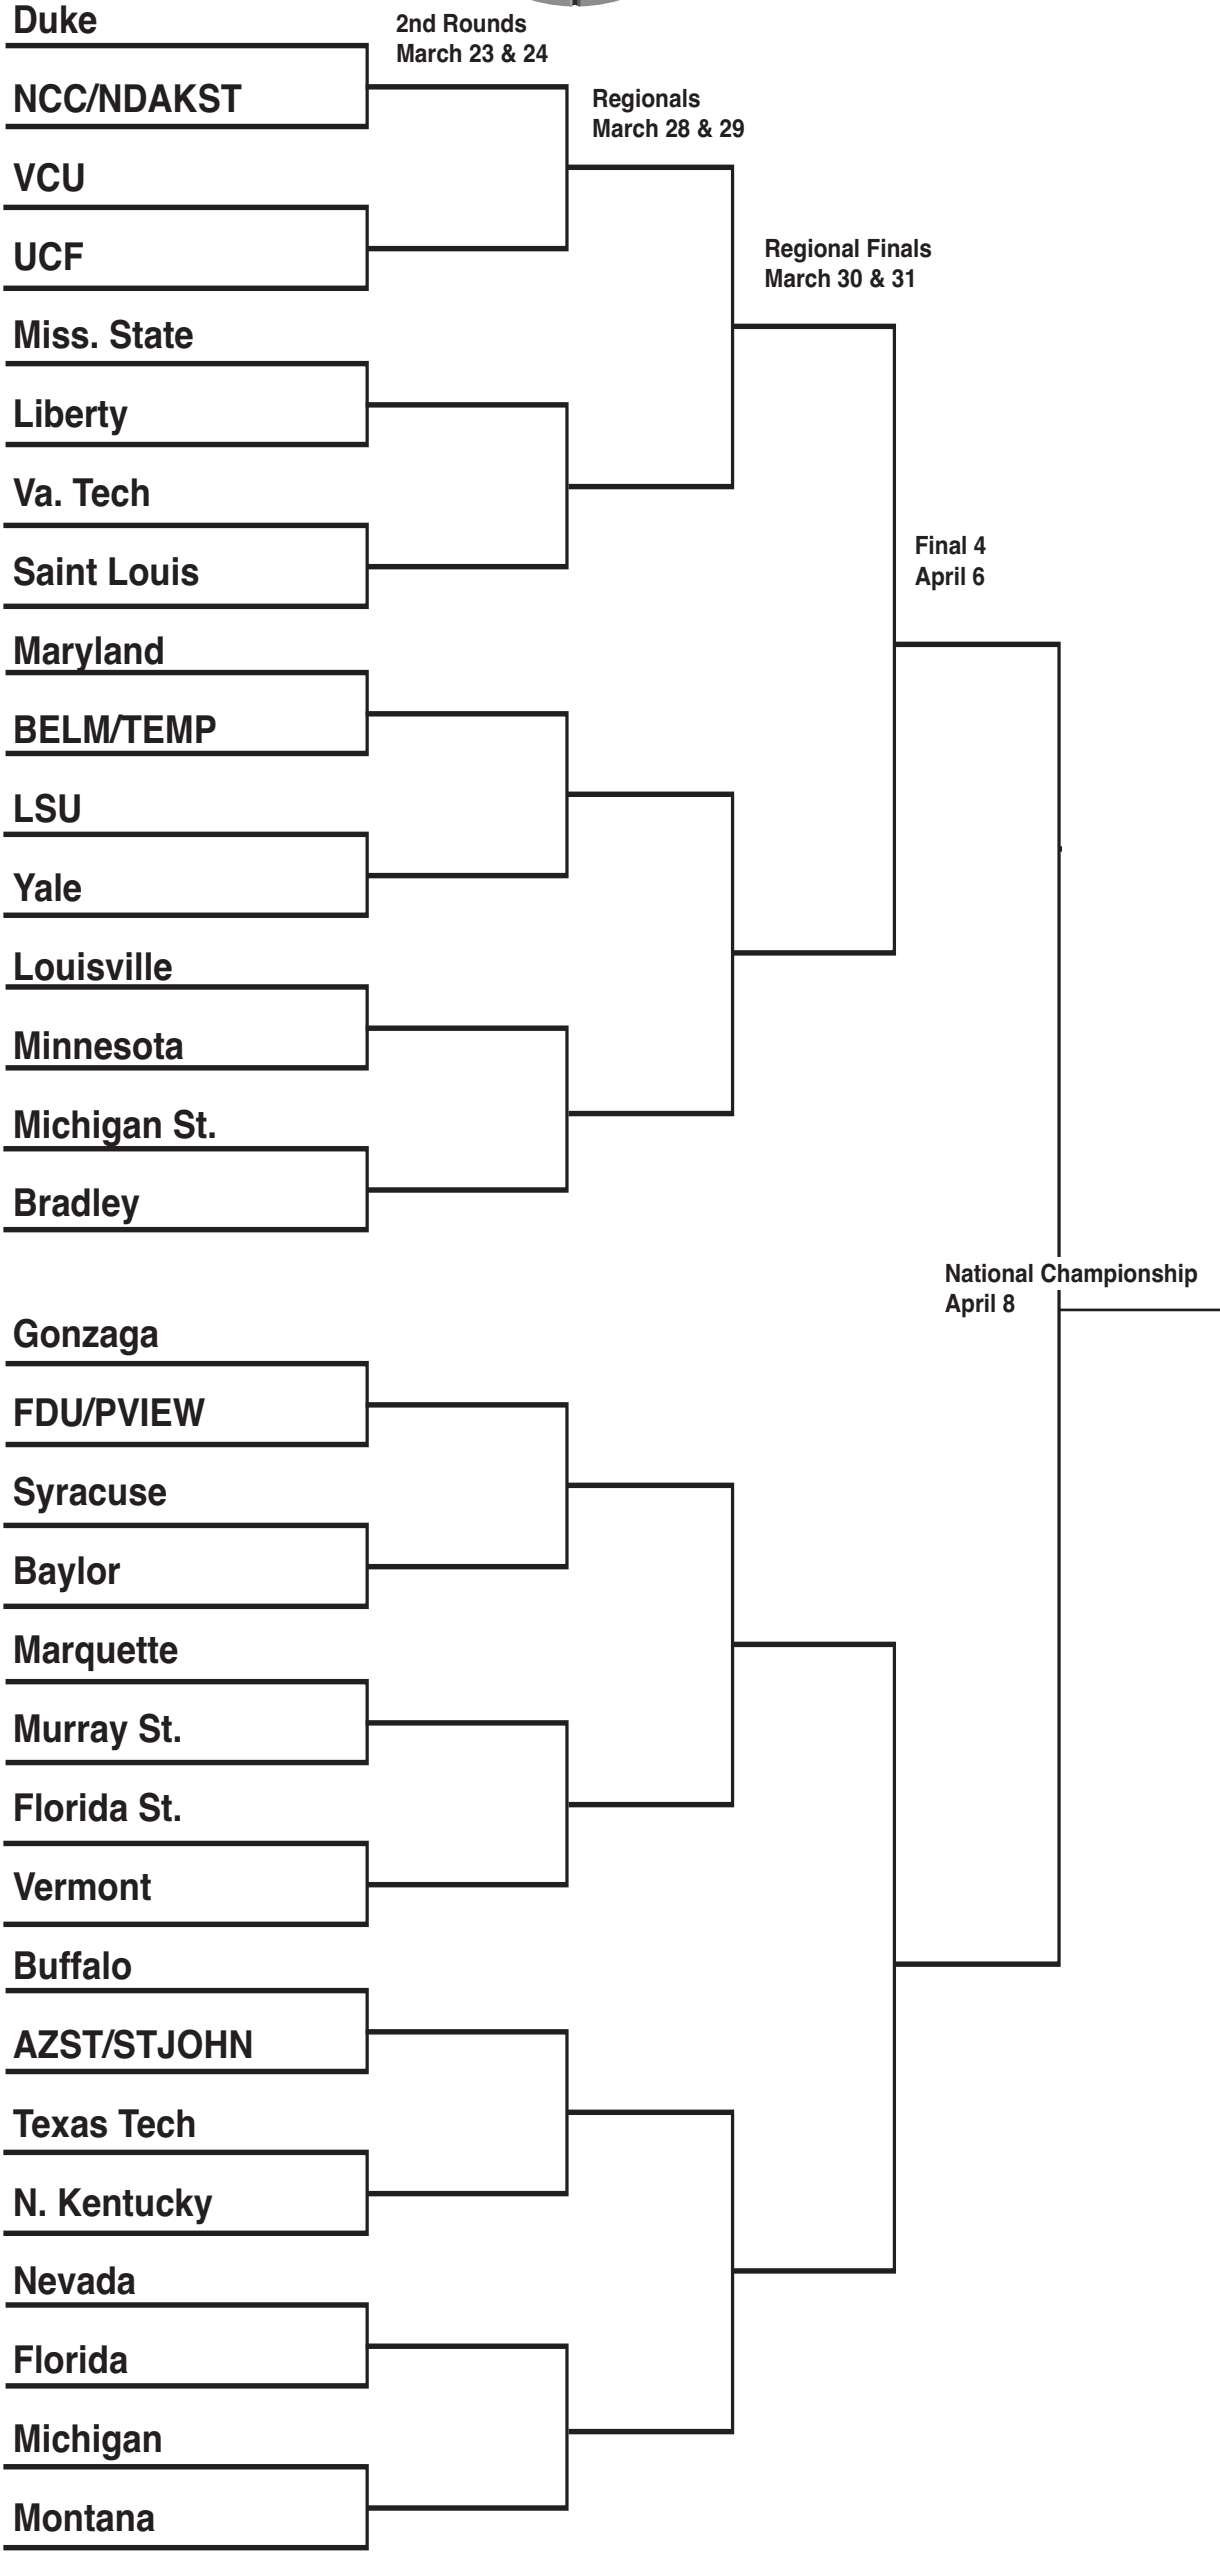 Duke
2nd Rounds
March 23 & 24
NCC/NDAKST
Regionals
March 28 & 29
VCU
UCF
Regional Finals
March 30 & 31
Miss. State
Liberty
Va. Tech
Saint Louis
Final 4
April 6
Maryland
BELM/TEMP
LSU
Yale
Louisville
Minnesota
Michigan St.
Bradley
National Championship
April 8
Gonzaga
FDU/PVIEW
Syracuse
Baylor
Marquette
Murray St.
Florida St.
Vermont
Buffalo
AZST/STJOHN
Texas Tech
N. Kentucky
Nevada
Florida
Michigan
Montana